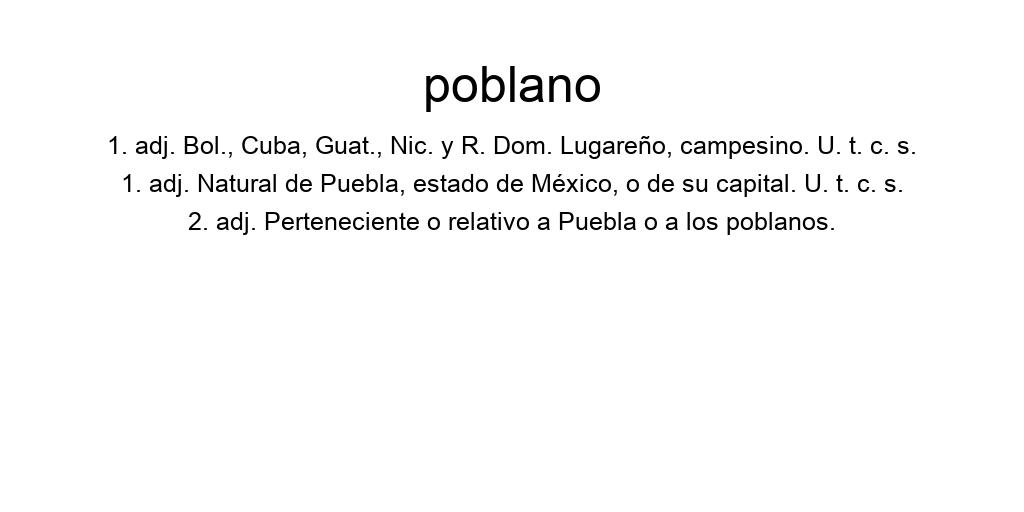 poblano
1. adj. Bol., Cuba, Guat., Nic. y R. Dom. Lugareño, campesino. U. t. c. s.
1. adj. Natural de Puebla, estado de México, o de su capital. U. t. c. s.
2. adj. Perteneciente o relativo a Puebla o a los poblanos.